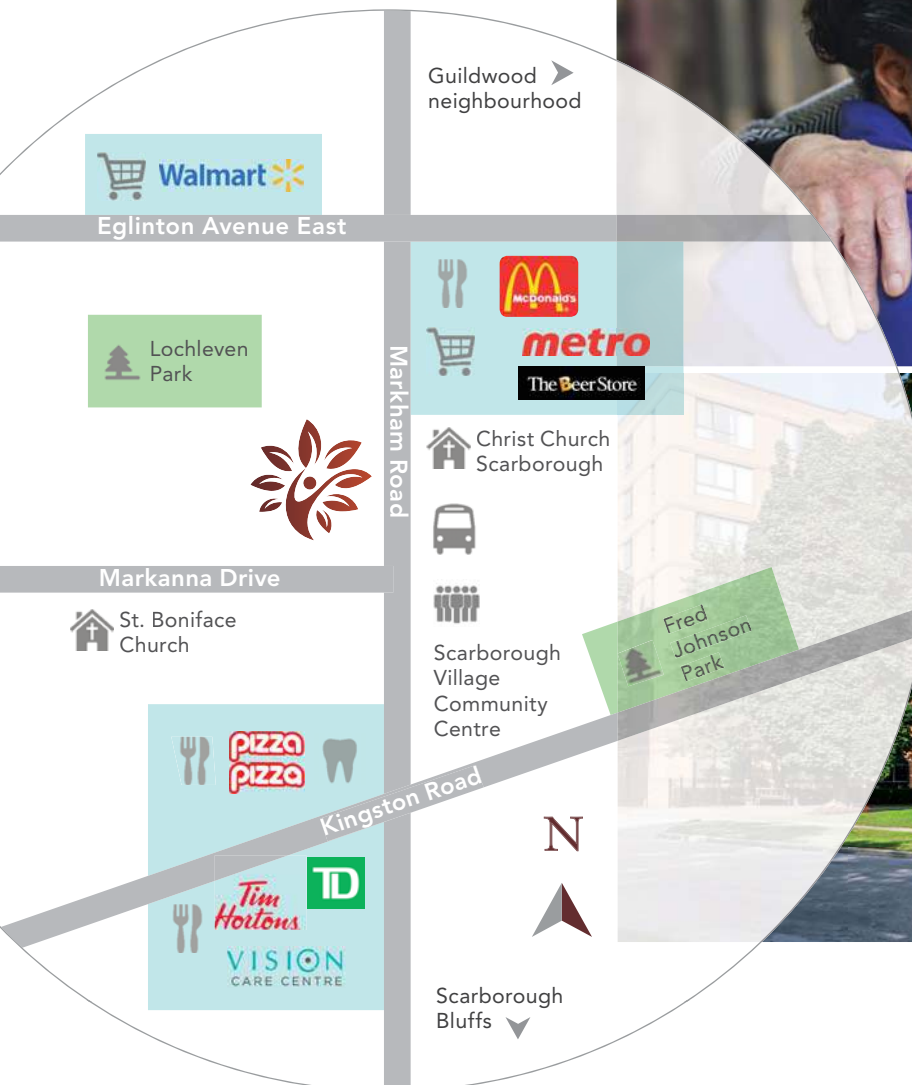 Guildwood
neighbourhood
Walmart
Eglinton Avenue East
McDonald's
metro
The Beer Store
Lochleven
Park
Markham Road
Christ Church
Scarborough
Markanna Drive
St. Boniface
Church
Scarborough
Village
Community
Centre
Fred
Johnson
Park
pizza
pizza
Kingston Road
N
TD
Tim
Hortons
VISION
CARE CENTRE
Scarborough
Bluffs